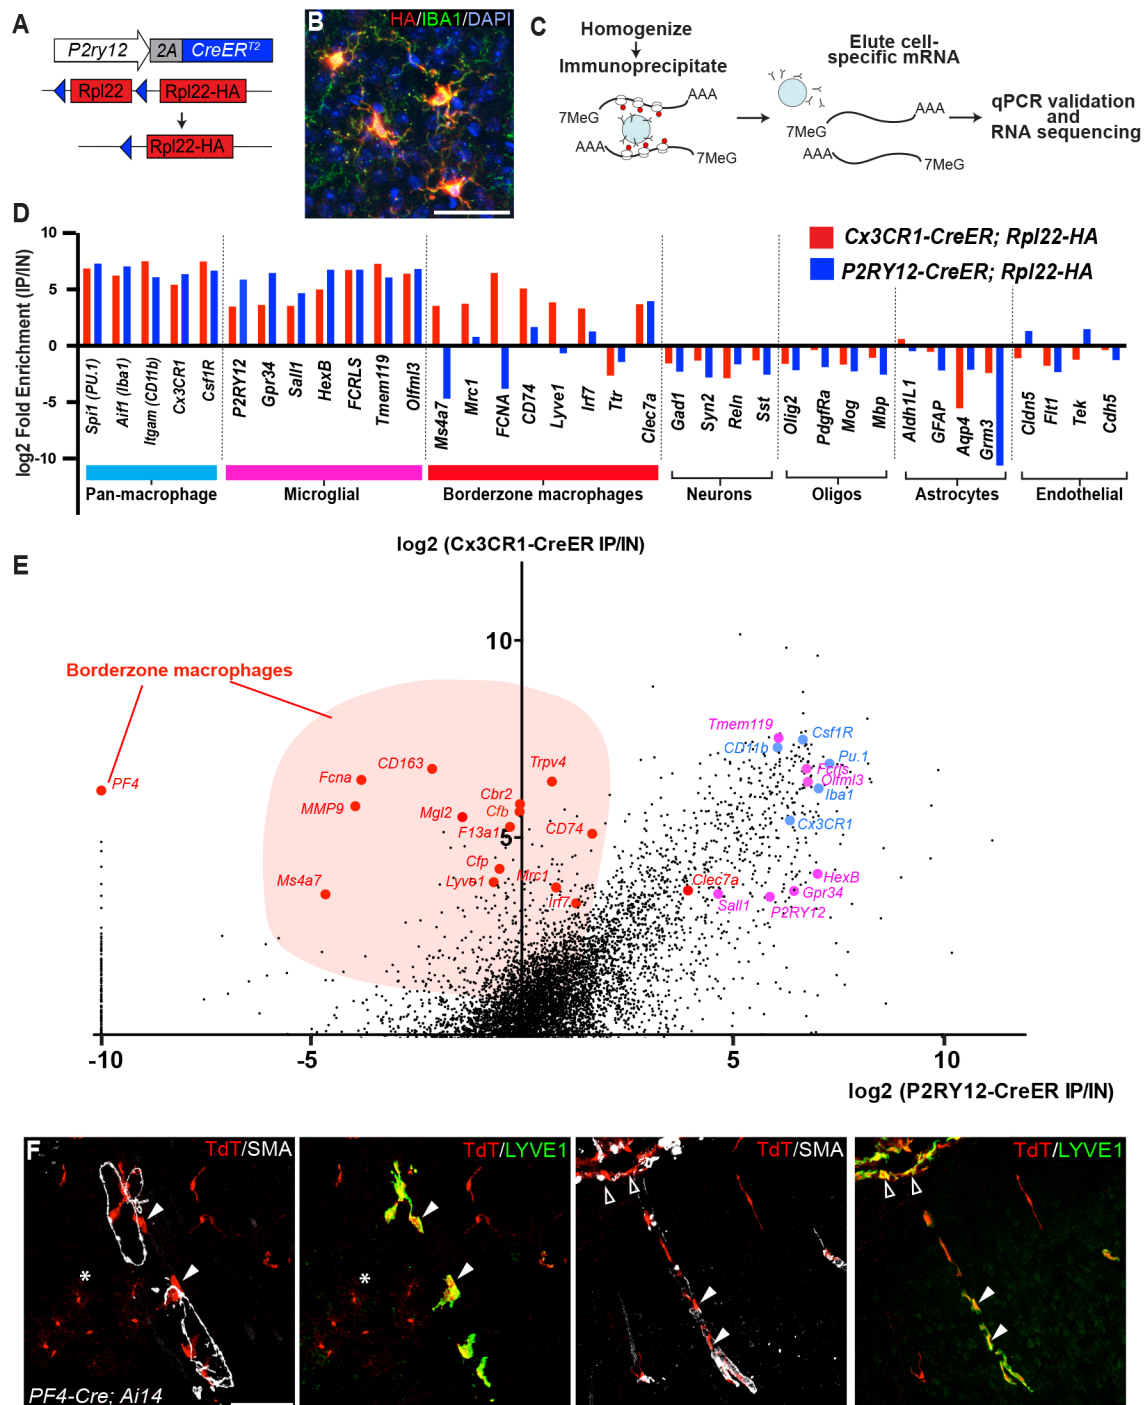 A
P2ry12
2A
CreERT2
Rpl22
Rpl22-HA
Rpl22-HA
B
HA/IBA1/DAPI
C
Homogenize
Immunoprecipitate
AAA
7MeG
AAA
7MeG
Elute cell-
specific mRNA
AAA
7MeG
AAA
7MeG
qPCR validation
and
RNA sequencing
D
log2 Fold Enrichment (IP/IN)
10
5
0
-5
-10
Cx3CR1-CreER; Rpl22-HA
P2RY12-CreER; Rpl22-HA
Spi1 (PU.1)
Aif1 (Iba1)
Itgam (CD11b)
Cx3CR1
Csf1R
P2RY12
Gpr34
Sall1
HexB
FCRLS
Tmem119
Olfml3
Ms4a7
Mrc1
FCNA
CD74
Lyve1
Irf7
Ttr
Clec7a
Gad1
Syn2
Reln
Sst
Olig2
PdgfRa
Mog
Mbp
Aldh1L1
GFAP
Aqp4
Grm3
Cldn5
Flt1
Tek
Cdh5
Pan-macrophage
Microglial
Borderzone macrophages
Neurons
Oligos
Astrocytes
Endothelial
E
log2 (Cx3CR1-CreER IP/IN)
10
5
Borderzone macrophages
PF4
Fcna
CD163
Trpv4
MMP9
Mgl2
Cbr2
Cfb
F13a1
CD74
Cfp
Lyve1
Mrc1
Irf7
Ms4a7
Tmem119
Csf1R
CD11b
Pu.1
Fcrls
Olfml3
Iba1
Cx3CR1
Clec7a
HexB
Gpr34
Sall1
P2RY12
-10
-5
5
10
log2 (P2RY12-CreER IP/IN)
F
TdT/SMA
*
PF4-Cre; Ai14
TdT/LYVE1
*
TdT/SMA
TdT/LYVE1